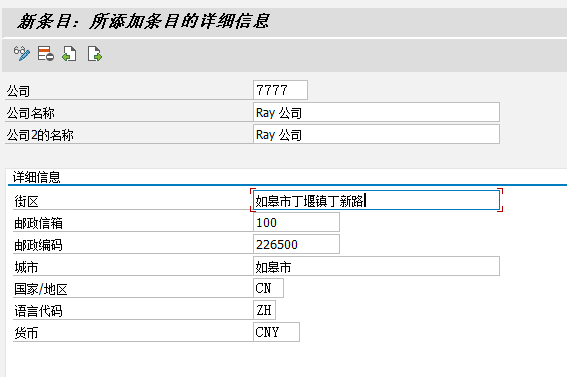 新条目：所添加条目的详细信息
公司 7777
公司名称 Ray 公司
公司2的名称 Ray 公司
详细信息
街区 如皋市丁堰镇丁新路
邮政信箱 100
邮政编码 226500
城市 如皋市
国家/地区 CN
语言代码 ZH
货币 CNY